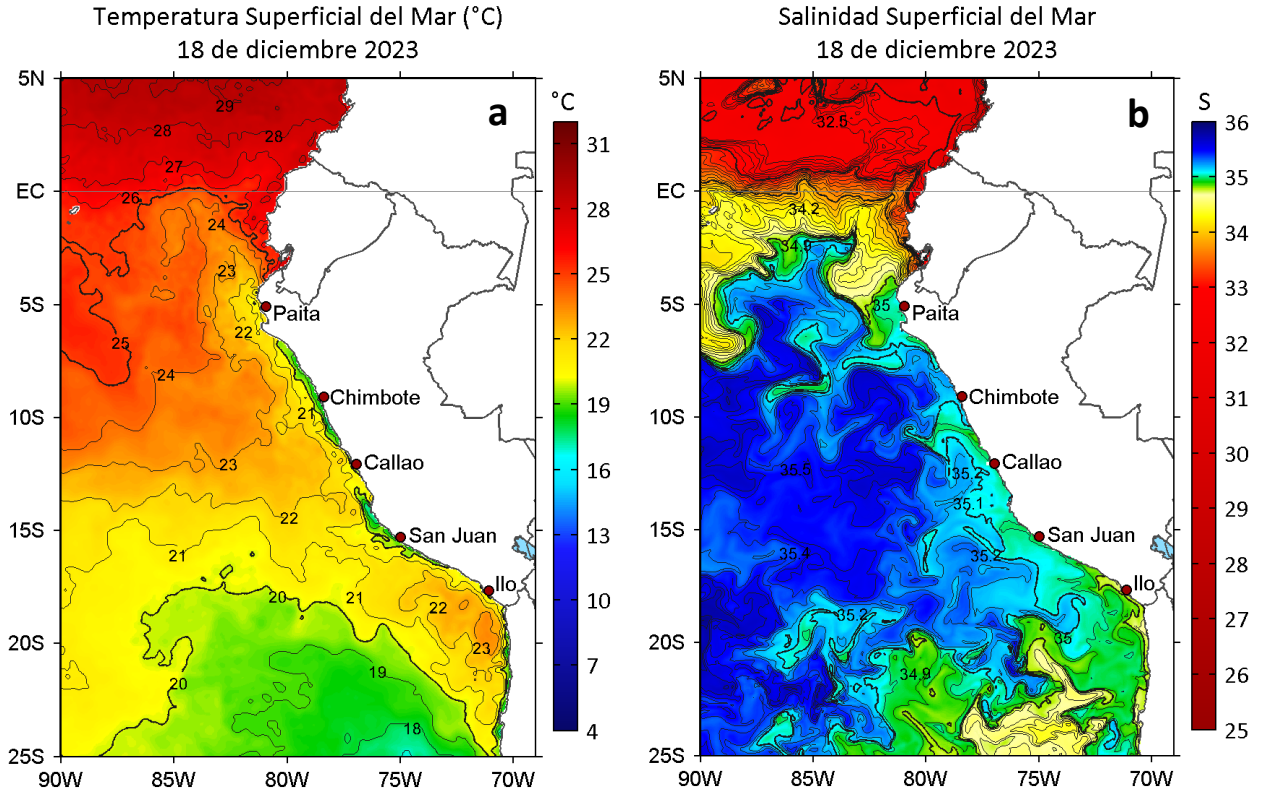 Temperatura Superficial del Mar (°C)
18 de diciembre 2023
a
°C
5N
EC
5S
10S
15S
20S
25S
90W
85W
80W
75W
70W
29
28
28
27
26
24
23
22
25
24
21
23
22
21
20
21
22
23
20
19
18
Paita
Chimbote
Callao
San Juan
Ilo
31
28
25
22
19
16
13
10
7
4
Salinidad Superficial del Mar
18 de diciembre 2023
b
S
5N
EC
5S
10S
15S
20S
25S
90W
85W
80W
75W
70W
32.5
34.2
34.9
35
35.5
35.2
35.1
35.4
35.2
35.2
35
34.9
Paita
Chimbote
Callao
San Juan
Ilo
36
35
34
33
32
31
30
29
28
27
26
25